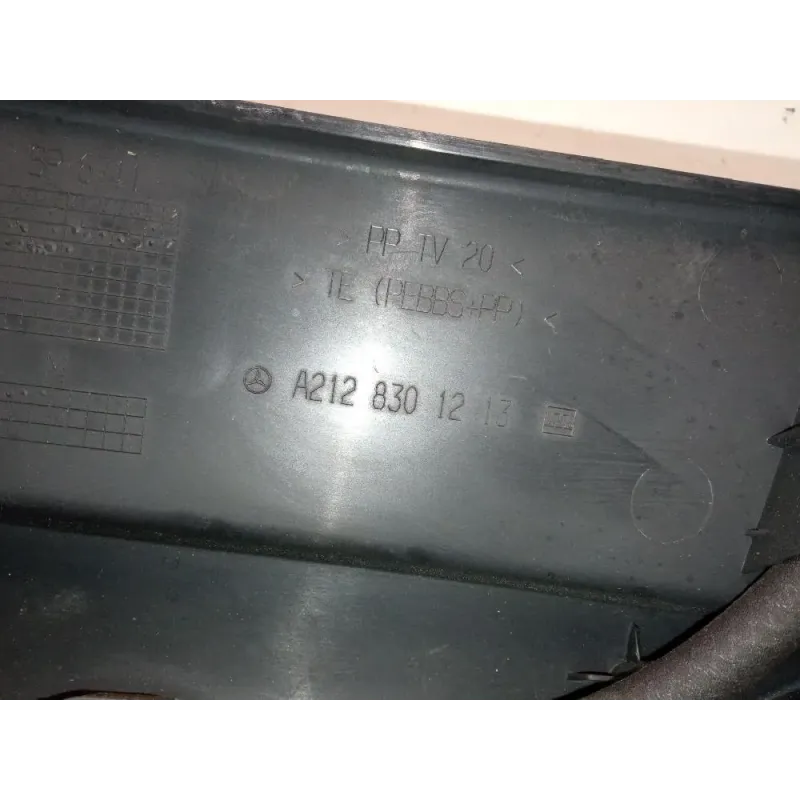 PP TV 20 <
> TE (PEBBS+PP) <
A212 830 12 13